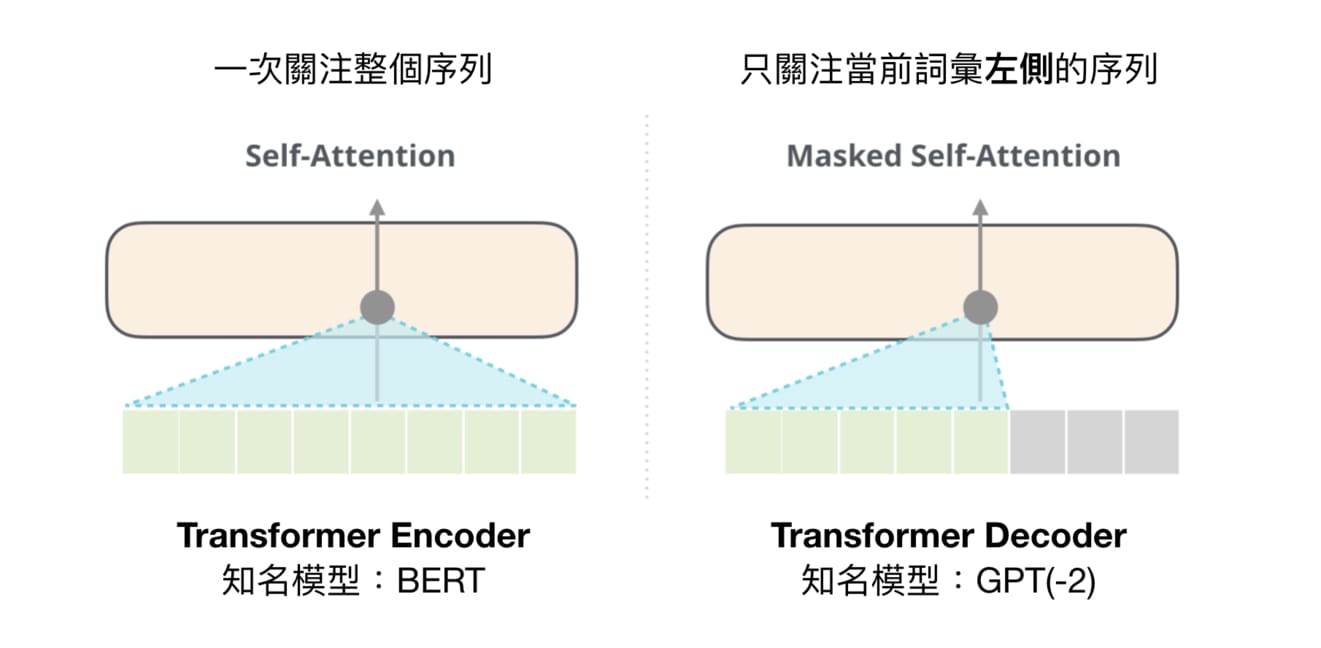 一次關注整個序列
Self-Attention
Transformer Encoder
知名模型：BERT
只關注當前詞彙左側的序列
Masked Self-Attention
Transformer Decoder
知名模型：GPT(-2)